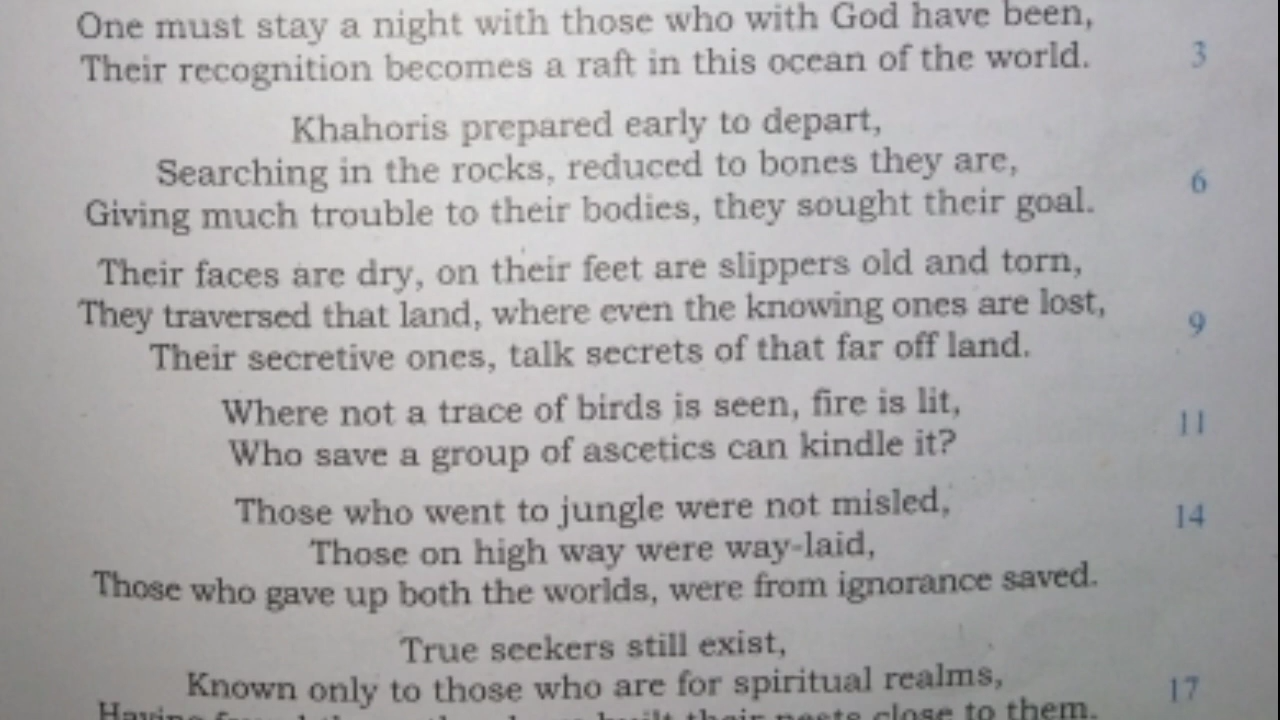 One must stay a night with those who with God have been,
Their recognition becomes a raft in this ocean of the world. 3
Khahoris prepared early to depart,
Searching in the rocks, reduced to bones they are,
Giving much trouble to their bodies, they sought their goal. 6
Their faces are dry, on their feet are slippers old and torn,
They traversed that land, where even the knowing ones are lost,
Their secretive ones, talk secrets of that far off land. 9
Where not a trace of birds is seen, fire is lit,
Who save a group of ascetics can kindle it? 11
Those who went to jungle were not misled,
Those on high way were way-laid, 14
Those who gave up both the worlds, were from ignorance saved.
True seekers still exist,
Known only to those who are for spiritual realms, 17
Having built their nests close to them.